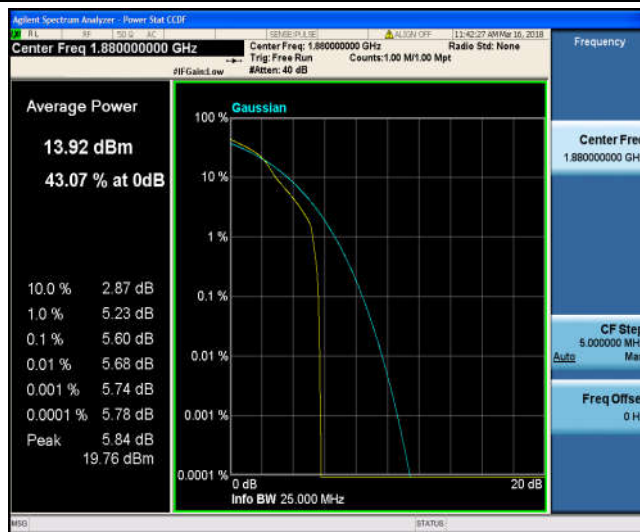 Agilent Spectrum Analyzer - Power Stat CCDF
RL RF 50 Ω AC SENSE:PULSE ALIGN OFF 11:42:27 AM Mar 16, 2018
Center Freq 1.880000000 GHz
Center Freq: 1.880000000 GHz Radio Std: None
Trig: Free Run Counts:1.00 M/1.00 Mpt
#IFGain:Low #Atten: 40 dB
Frequency
Average Power
13.92 dBm
43.07 % at 0dB
10.0 % 2.87 dB
1.0 % 5.23 dB
0.1 % 5.60 dB
0.01 % 5.68 dB
0.001 % 5.74 dB
0.0001 % 5.78 dB
Peak 5.84 dB
19.76 dBm
Gaussian
100 %
10 %
1 %
0.1 %
0.01 %
0.001 %
0.0001 %
0 dB 20 dB
Info BW 25.000 MHz
Center Freq
1.880000000 GH
CF Step
5.000000 MH
Auto Ma
Freq Offse
0 H
MSG STATUS